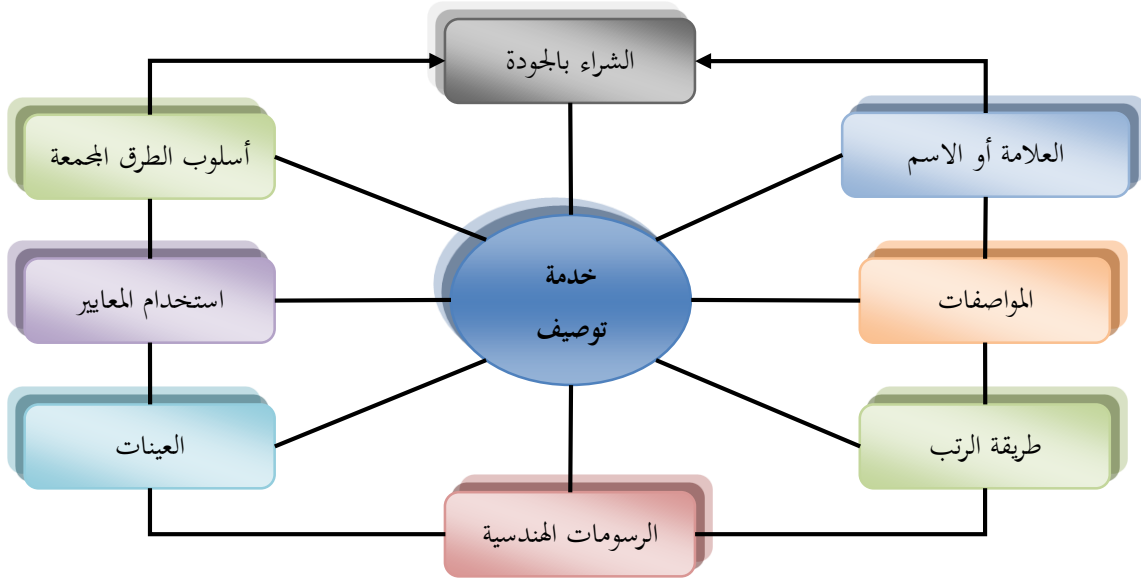 الشراء بالجودة
العلامة أو الاسم
أسلوب الطرق المجمعة
خدمة
توصيف
المواصفات
استخدام المعايير
طريقة الرتب
العينات
الرسومات الهندسية